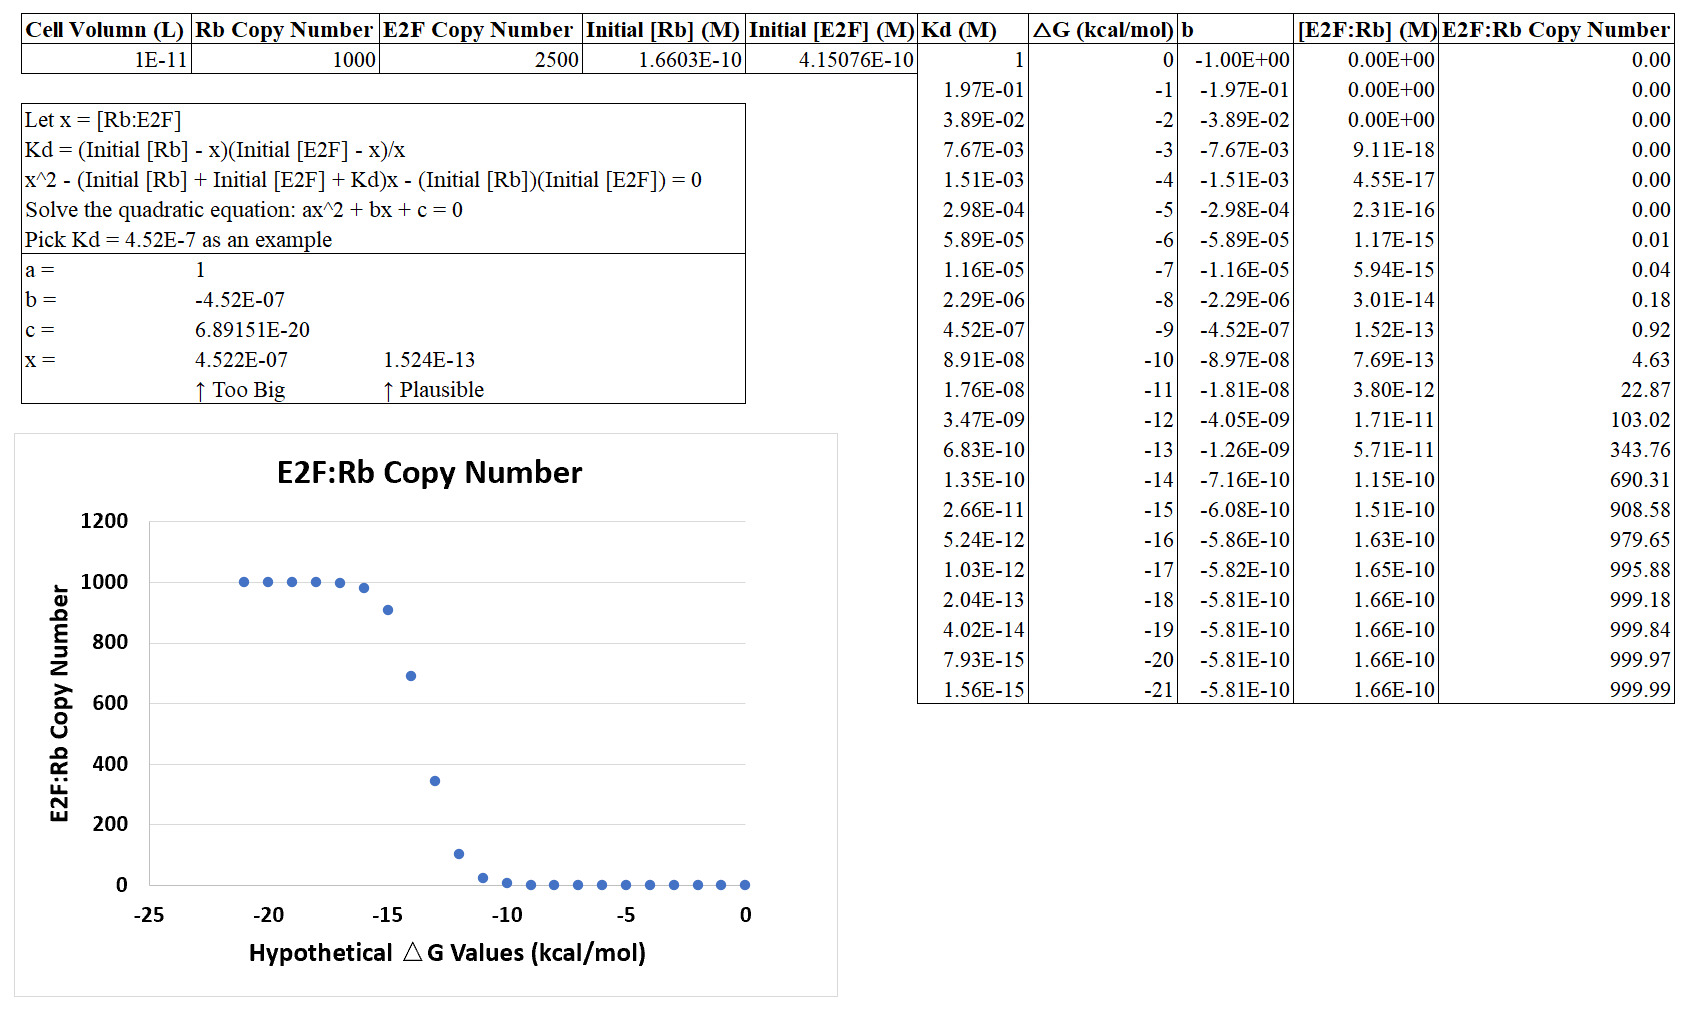 Cell Volumn (L) Rb Copy Number E2F Copy Number Initial [Rb] (M) Initial [E2F] (M) Kd (M) △G (kcal/mol) b [E2F:Rb] (M) E2F:Rb Copy Number
1E-11 1000 2500 1.6603E-10 4.15076E-10 1 0 -1.00E+00 0.00E+00 0.00
1.97E-01 -1 -1.97E-01 0.00E+00 0.00
3.89E-02 -2 -3.89E-02 0.00E+00 0.00
7.67E-03 -3 -7.67E-03 9.11E-18 0.00
1.51E-03 -4 -1.51E-03 4.55E-17 0.00
2.98E-04 -5 -2.98E-04 2.31E-16 0.00
5.89E-05 -6 -5.89E-05 1.17E-15 0.01
1.16E-05 -7 -1.16E-05 5.94E-15 0.04
2.29E-06 -8 -2.29E-06 3.01E-14 0.18
4.52E-07 -9 -4.52E-07 1.52E-13 0.92
8.91E-08 -10 -8.97E-08 7.69E-13 4.63
1.76E-08 -11 -1.81E-08 3.80E-12 22.87
3.47E-09 -12 -4.05E-09 1.71E-11 103.02
6.83E-10 -13 -1.26E-09 5.71E-11 343.76
1.35E-10 -14 -7.16E-10 1.15E-10 690.31
2.66E-11 -15 -6.08E-10 1.51E-10 908.58
5.24E-12 -16 -5.86E-10 1.63E-10 979.65
1.03E-12 -17 -5.82E-10 1.65E-10 995.88
2.04E-13 -18 -5.81E-10 1.66E-10 999.18
4.02E-14 -19 -5.81E-10 1.66E-10 999.84
7.93E-15 -20 -5.81E-10 1.66E-10 999.97
1.56E-15 -21 -5.81E-10 1.66E-10 999.99
Let x = [Rb:E2F]
Kd = (Initial [Rb] - x)(Initial [E2F] - x)/x
x^2 - (Initial [Rb] + Initial [E2F] + Kd)x - (Initial [Rb])(Initial [E2F]) = 0
Solve the quadratic equation: ax^2 + bx + c = 0
Pick Kd = 4.52E-7 as an example
a = 1
b = -4.52E-07
c = 6.89151E-20
x = 4.522E-07 1.524E-13
↑ Too Big ↑ Plausible
E2F:Rb Copy Number
E2F:Rb Copy Number
1200
1000
800
600
400
200
0
-25 -20 -15 -10 -5 0
Hypothetical △G Values (kcal/mol)